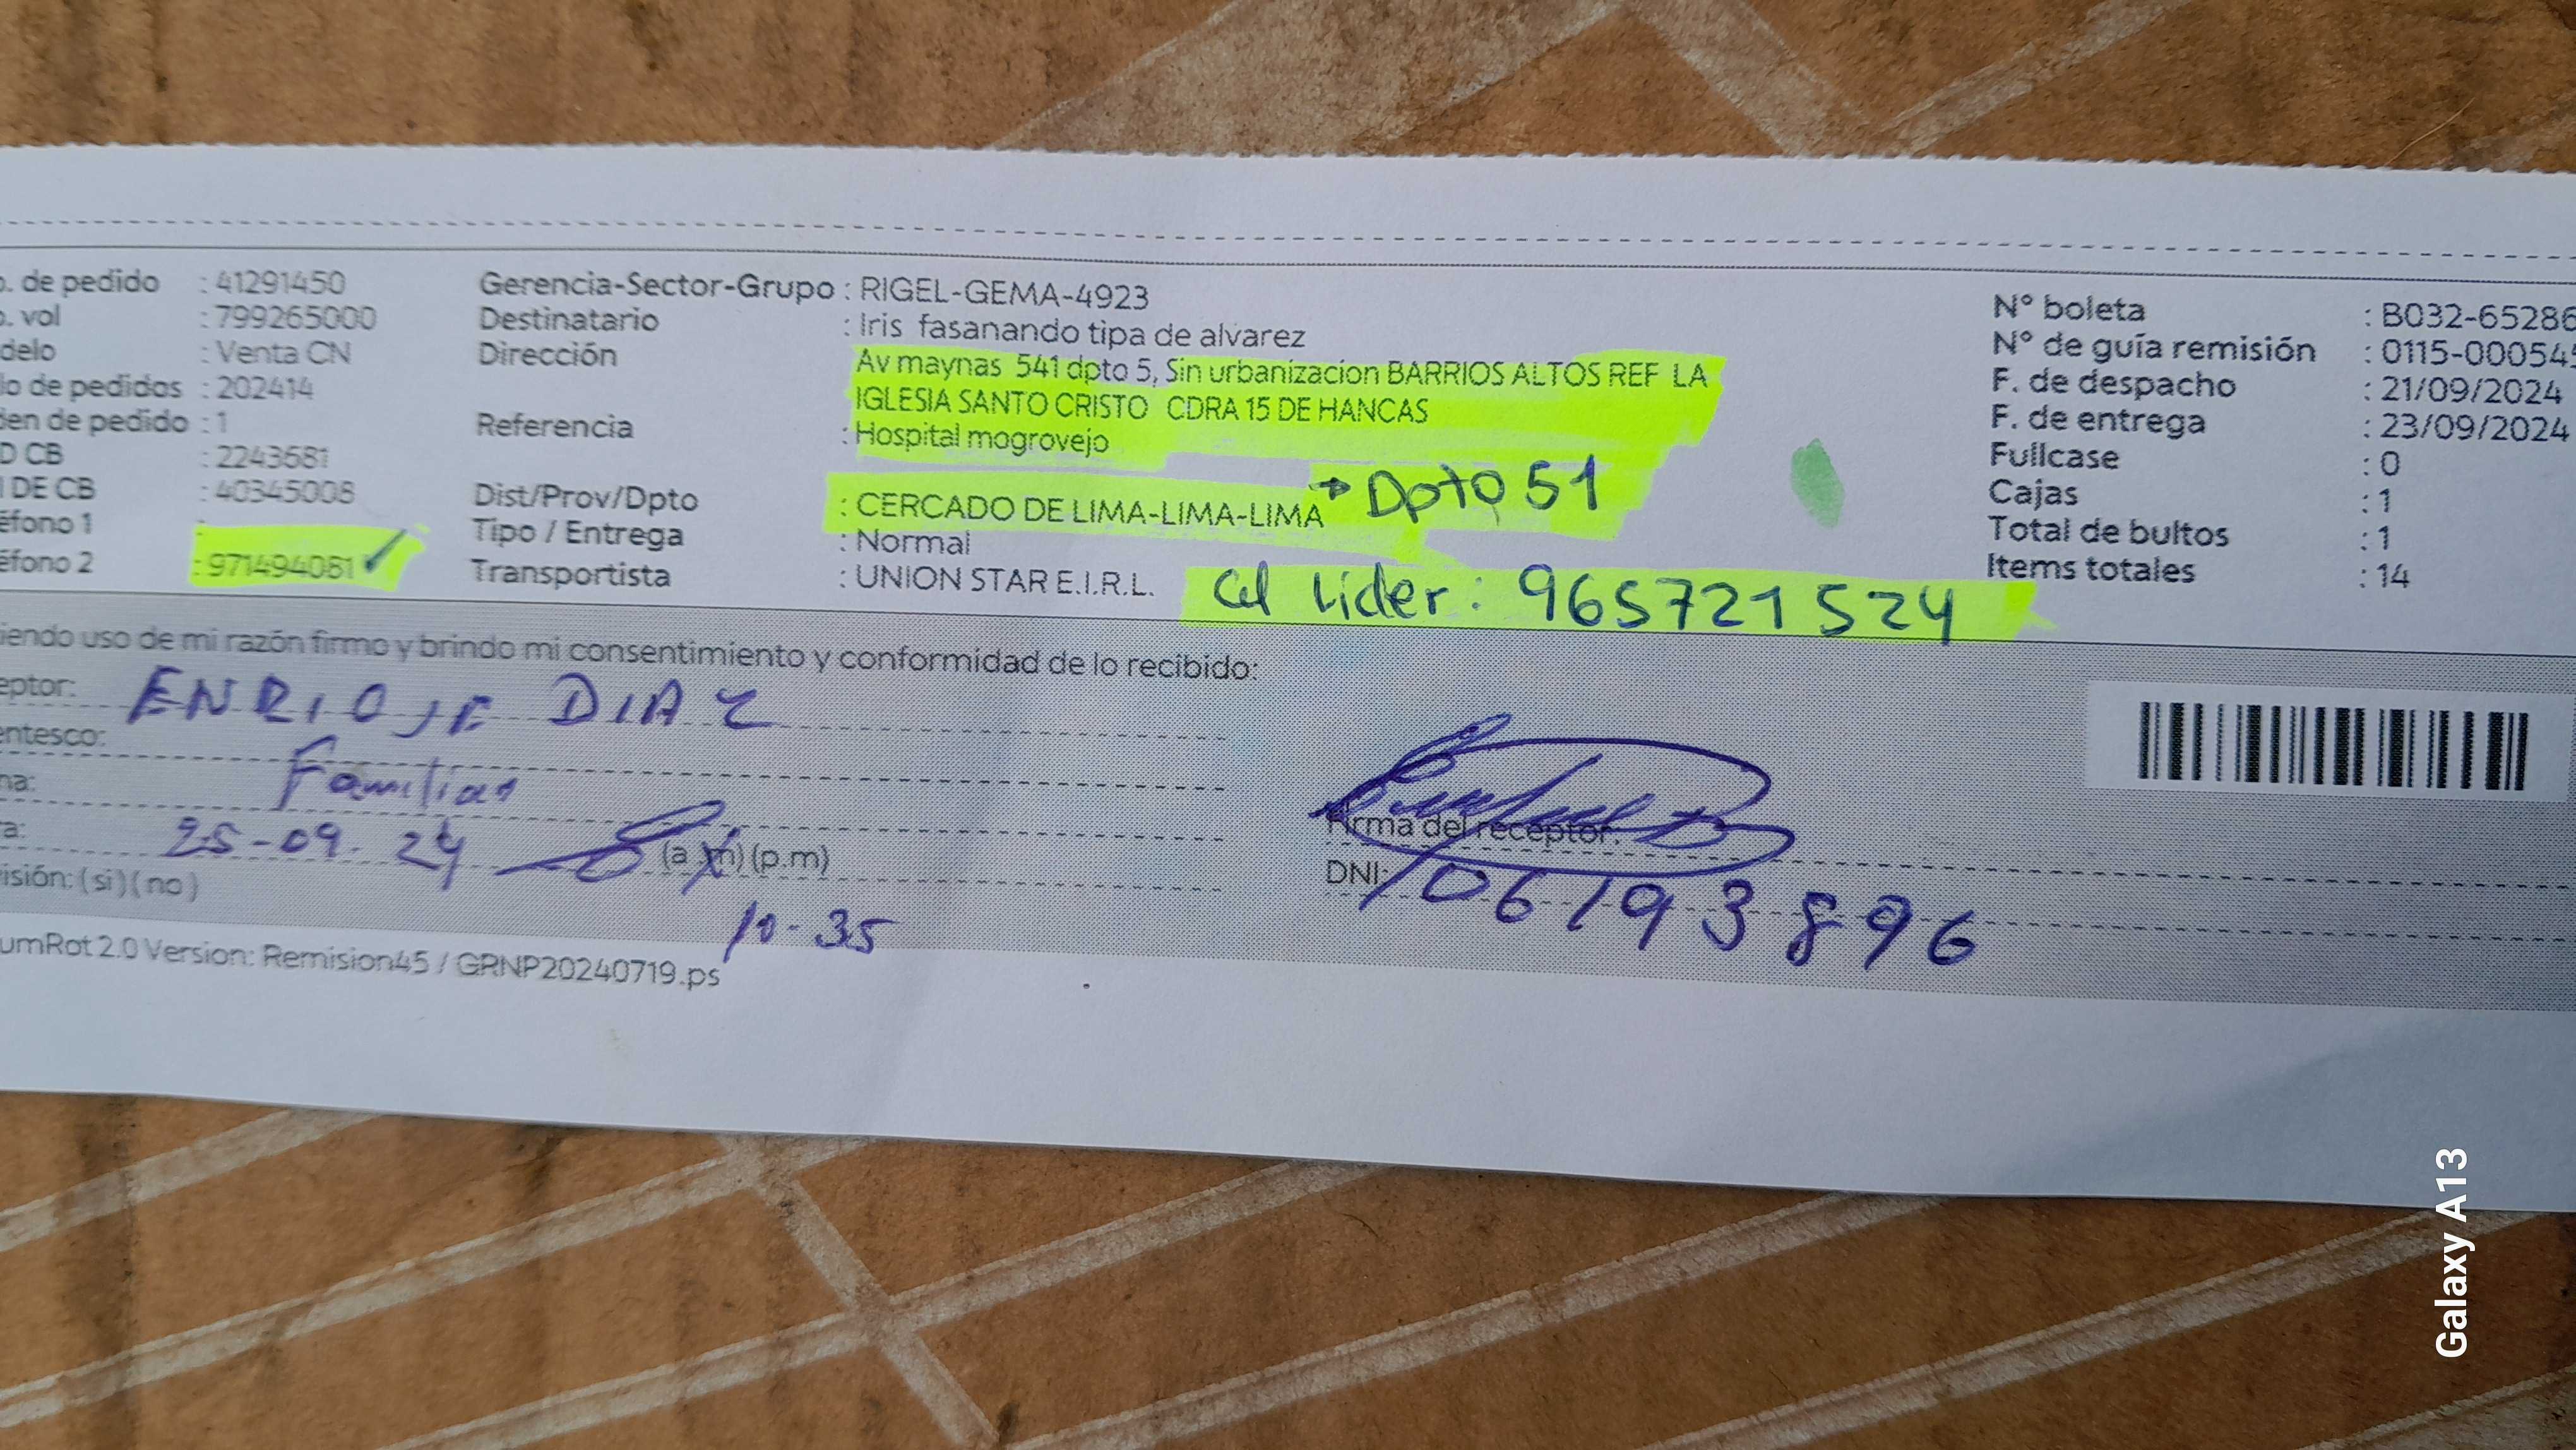 o. de pedido : 41291450
o. vol : 799265000
delo : Venta CN
lo de pedidos : 202414
den de pedido : 1
D CB : 2243681
I DE CB : 40345008
éfono 1 :
éfono 2 : 971494081 ✓
Gerencia-Sector-Grupo : RIGEL-GEMA-4923
Destinatario : Iris fasanando tipa de alvarez
Dirección : Av maynas 541 dpto 5, Sin urbanizacion BARRIOS ALTOS REF LA
IGLESIA SANTO CRISTO CDRA 15 DE HANCAS
Referencia : Hospital mogrovejo
Dist/Prov/Dpto : CERCADO DE LIMA-LIMA-LIMA → Dpto 51
Tipo / Entrega : Normal
Transportista : UNION STAR E.I.R.L.
Cel Lider: 965721524
N° boleta : B032-65286
N° de guía remisión : 0115-000545
F. de despacho : 21/09/2024
F. de entrega : 23/09/2024
Fullcase : 0
Cajas : 1
Total de bultos : 1
Items totales : 14
iendo uso de mi razón firmo y brindo mi consentimiento y conformidad de lo recibido:
eptor: ENRIQUE DIAZ
entesco: Familiar
ha: 25-09-24
a: (a.m) (p.m)
10-35
isión: (si) (no)
Firma del receptor:
DNI: 06193896
umRot 2.0 Version: Remision45 / GRNP20240719.ps
Galaxy A13